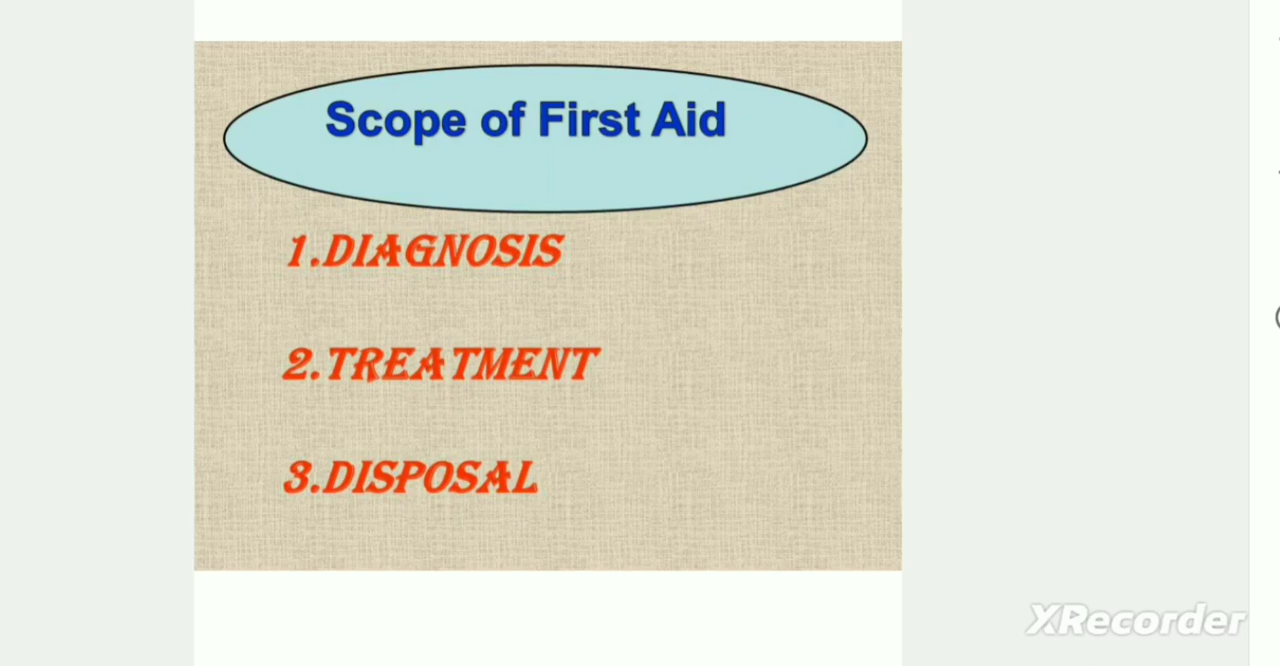 Scope of First Aid
1.DIAGNOSIS
2.TREATMENT
3.DISPOSAL
XRecorder